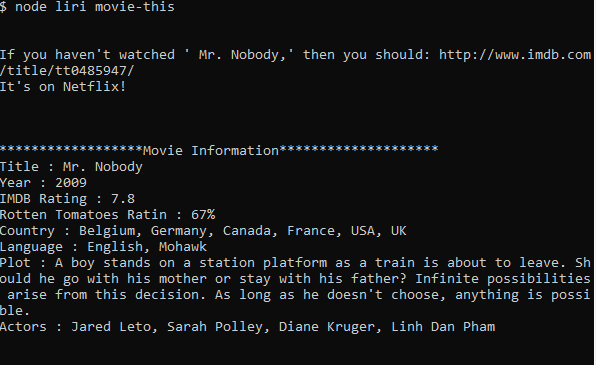 $ node liri movie-this
If you haven't watched ' Mr. Nobody,' then you should: http://www.imdb.com
/title/tt0485947/
It's on Netflix!
******************Movie Information********************
Title : Mr. Nobody
Year : 2009
IMDB Rating : 7.8
Rotten Tomatoes Ratin : 67%
Country : Belgium, Germany, Canada, France, USA, UK
Language : English, Mohawk
Plot : A boy stands on a station platform as a train is about to leave. Sh
ould he go with his mother or stay with his father? Infinite possibilities
 arise from this decision. As long as he doesn't choose, anything is possi
ble.
Actors : Jared Leto, Sarah Polley, Diane Kruger, Linh Dan Pham